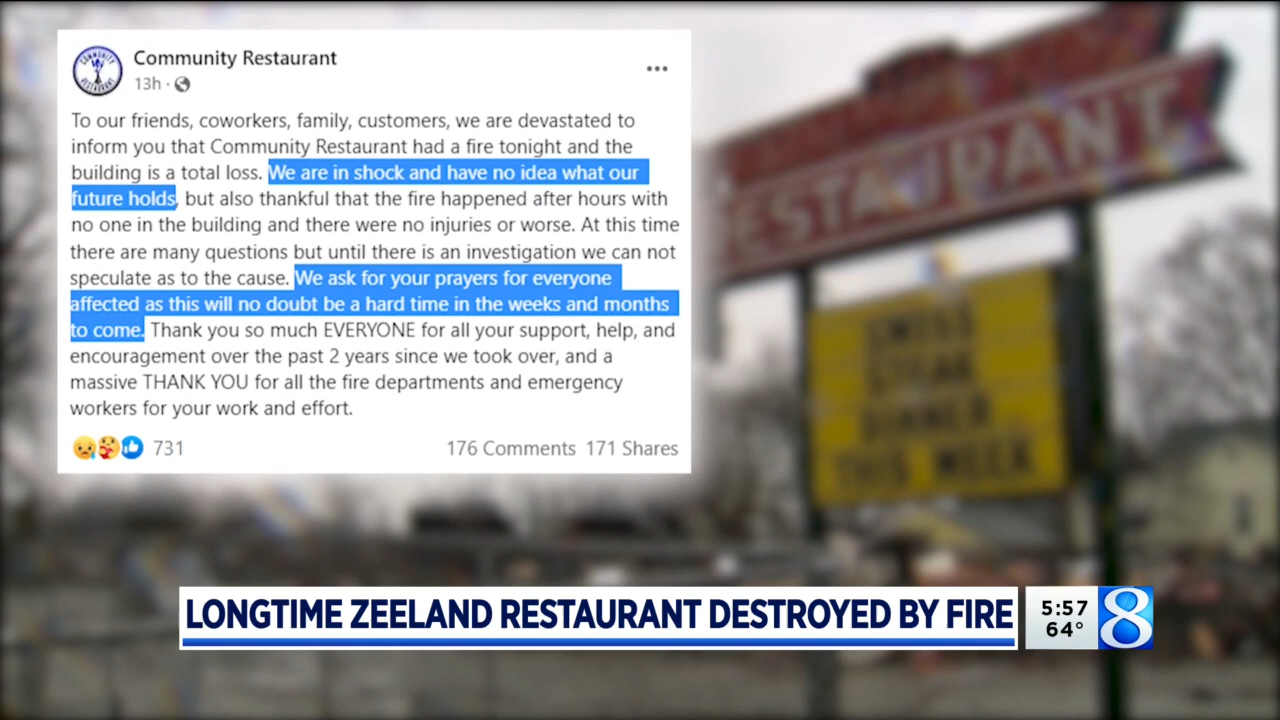 Community Restaurant
13h ·
To our friends, coworkers, family, customers, we are devastated to
inform you that Community Restaurant had a fire tonight and the
building is a total loss. We are in shock and have no idea what our
future holds, but also thankful that the fire happened after hours with
no one in the building and there were no injuries or worse. At this time
there are many questions but until there is an investigation we can not
speculate as to the cause. We ask for your prayers for everyone
affected as this will no doubt be a hard time in the weeks and months
to come. Thank you so much EVERYONE for all your support, help, and
encouragement over the past 2 years since we took over, and a
massive THANK YOU for all the fire departments and emergency
workers for your work and effort.
731
176 Comments 171 Shares
RESTAURANT
SWISS
STEAK
DINNER
THIS WEEK
LONGTIME ZEELAND RESTAURANT DESTROYED BY FIRE
5:57
64°
8